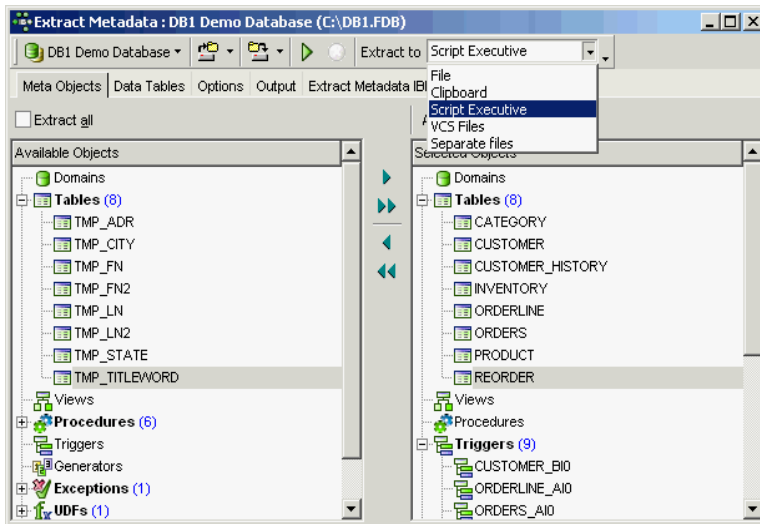 Extract Metadata : DB1 Demo Database (C:\DB1.FDB)
DB1 Demo Database Extract to Script Executive
File
Clipboard
Script Executive
VCS Files
Separate files
Meta Objects Data Tables Options Output Extract Metadata
Extract all
Available Objects
Domains
Tables (8)
TMP_ADR
TMP_CITY
TMP_FN
TMP_FN2
TMP_LN
TMP_LN2
TMP_STATE
TMP_TITLEWORD
Views
Procedures (6)
Triggers
Generators
Exceptions (1)
UDFs (1)
Selected Objects
Domains
Tables (8)
CATEGORY
CUSTOMER
CUSTOMER_HISTORY
INVENTORY
ORDERLINE
ORDERS
PRODUCT
REORDER
Views
Procedures
Triggers (9)
CUSTOMER_BI0
ORDERLINE_AI0
ORDERS_AI0